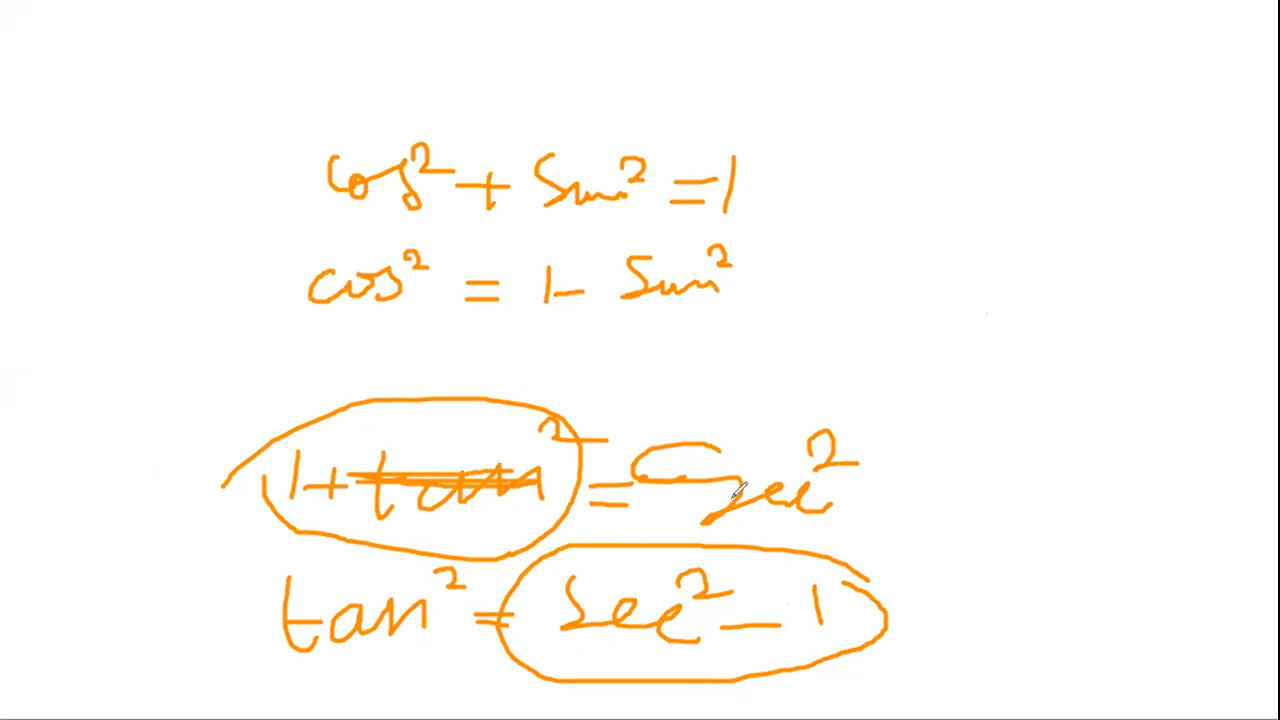 cos² + Sin² = 1
cos² = 1 - Sin²
1 + tan² = Sec²
tan² = Sec² - 1